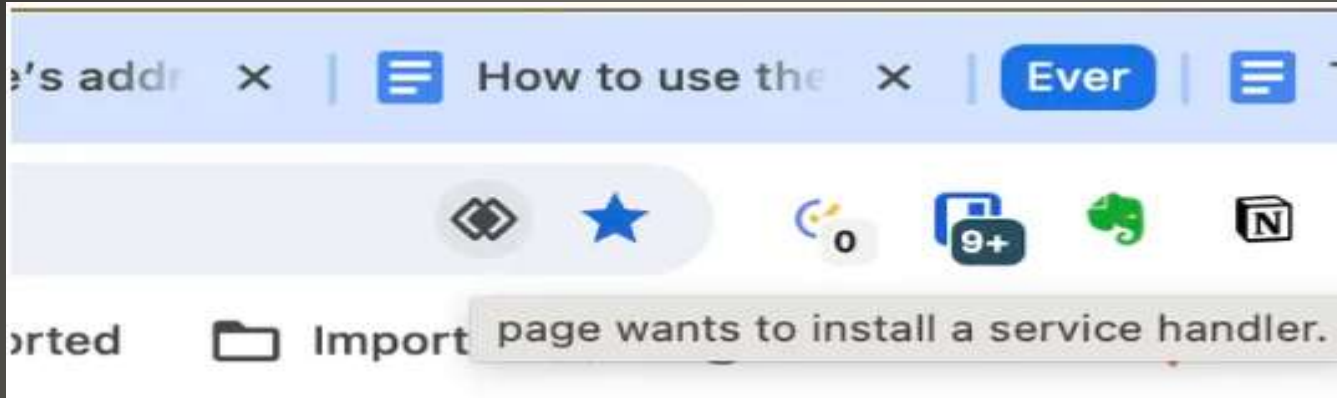 e's addr How to use the Ever
0 9+ N
orted Import page wants to install a service handler.